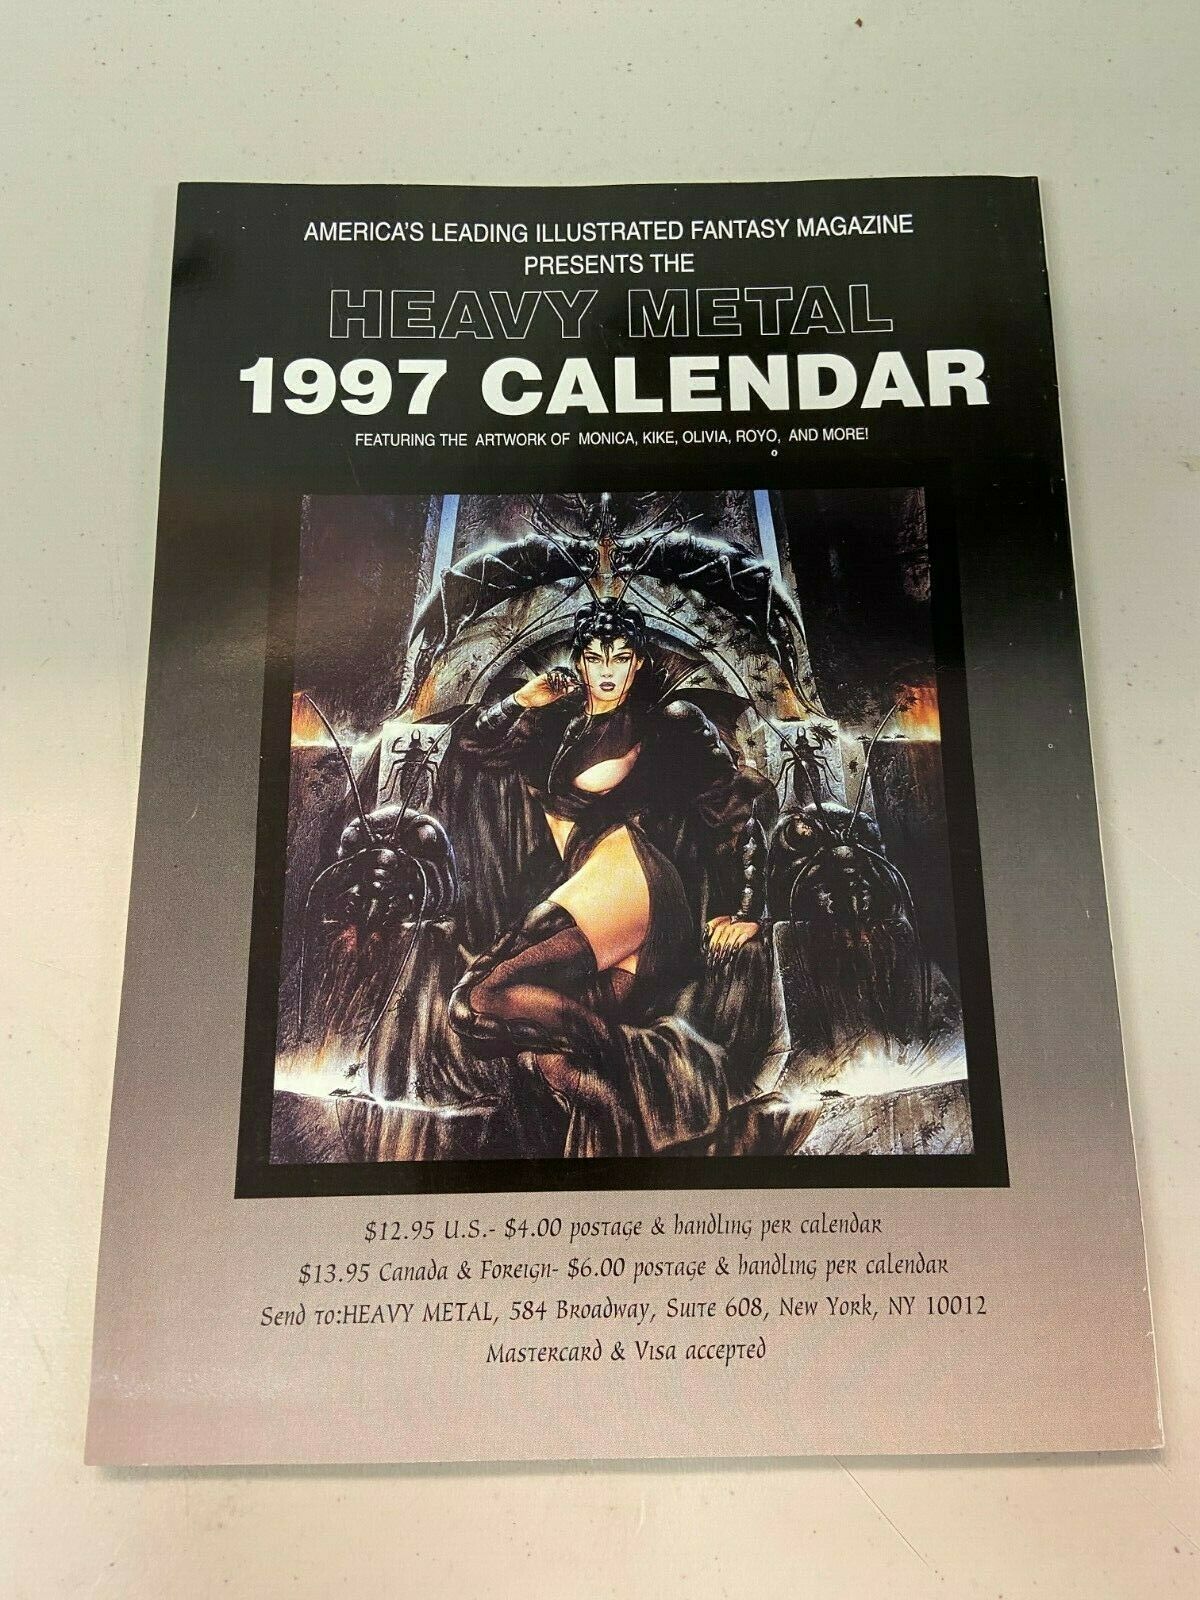 AMERICA'S LEADING ILLUSTRATED FANTASY MAGAZINE
PRESENTS THE
HEAVY METAL
1997 CALENDAR
FEATURING THE ARTWORK OF MONICA, KIKE, OLIVIA, ROYO, AND MORE!
$12.95 U.S.- $4.00 postage & handling per calendar
$13.95 Canada & Foreign- $6.00 postage & handling per calendar
Send to:HEAVY METAL, 584 Broadway, Suite 608, New York, NY 10012
Mastercard & Visa accepted